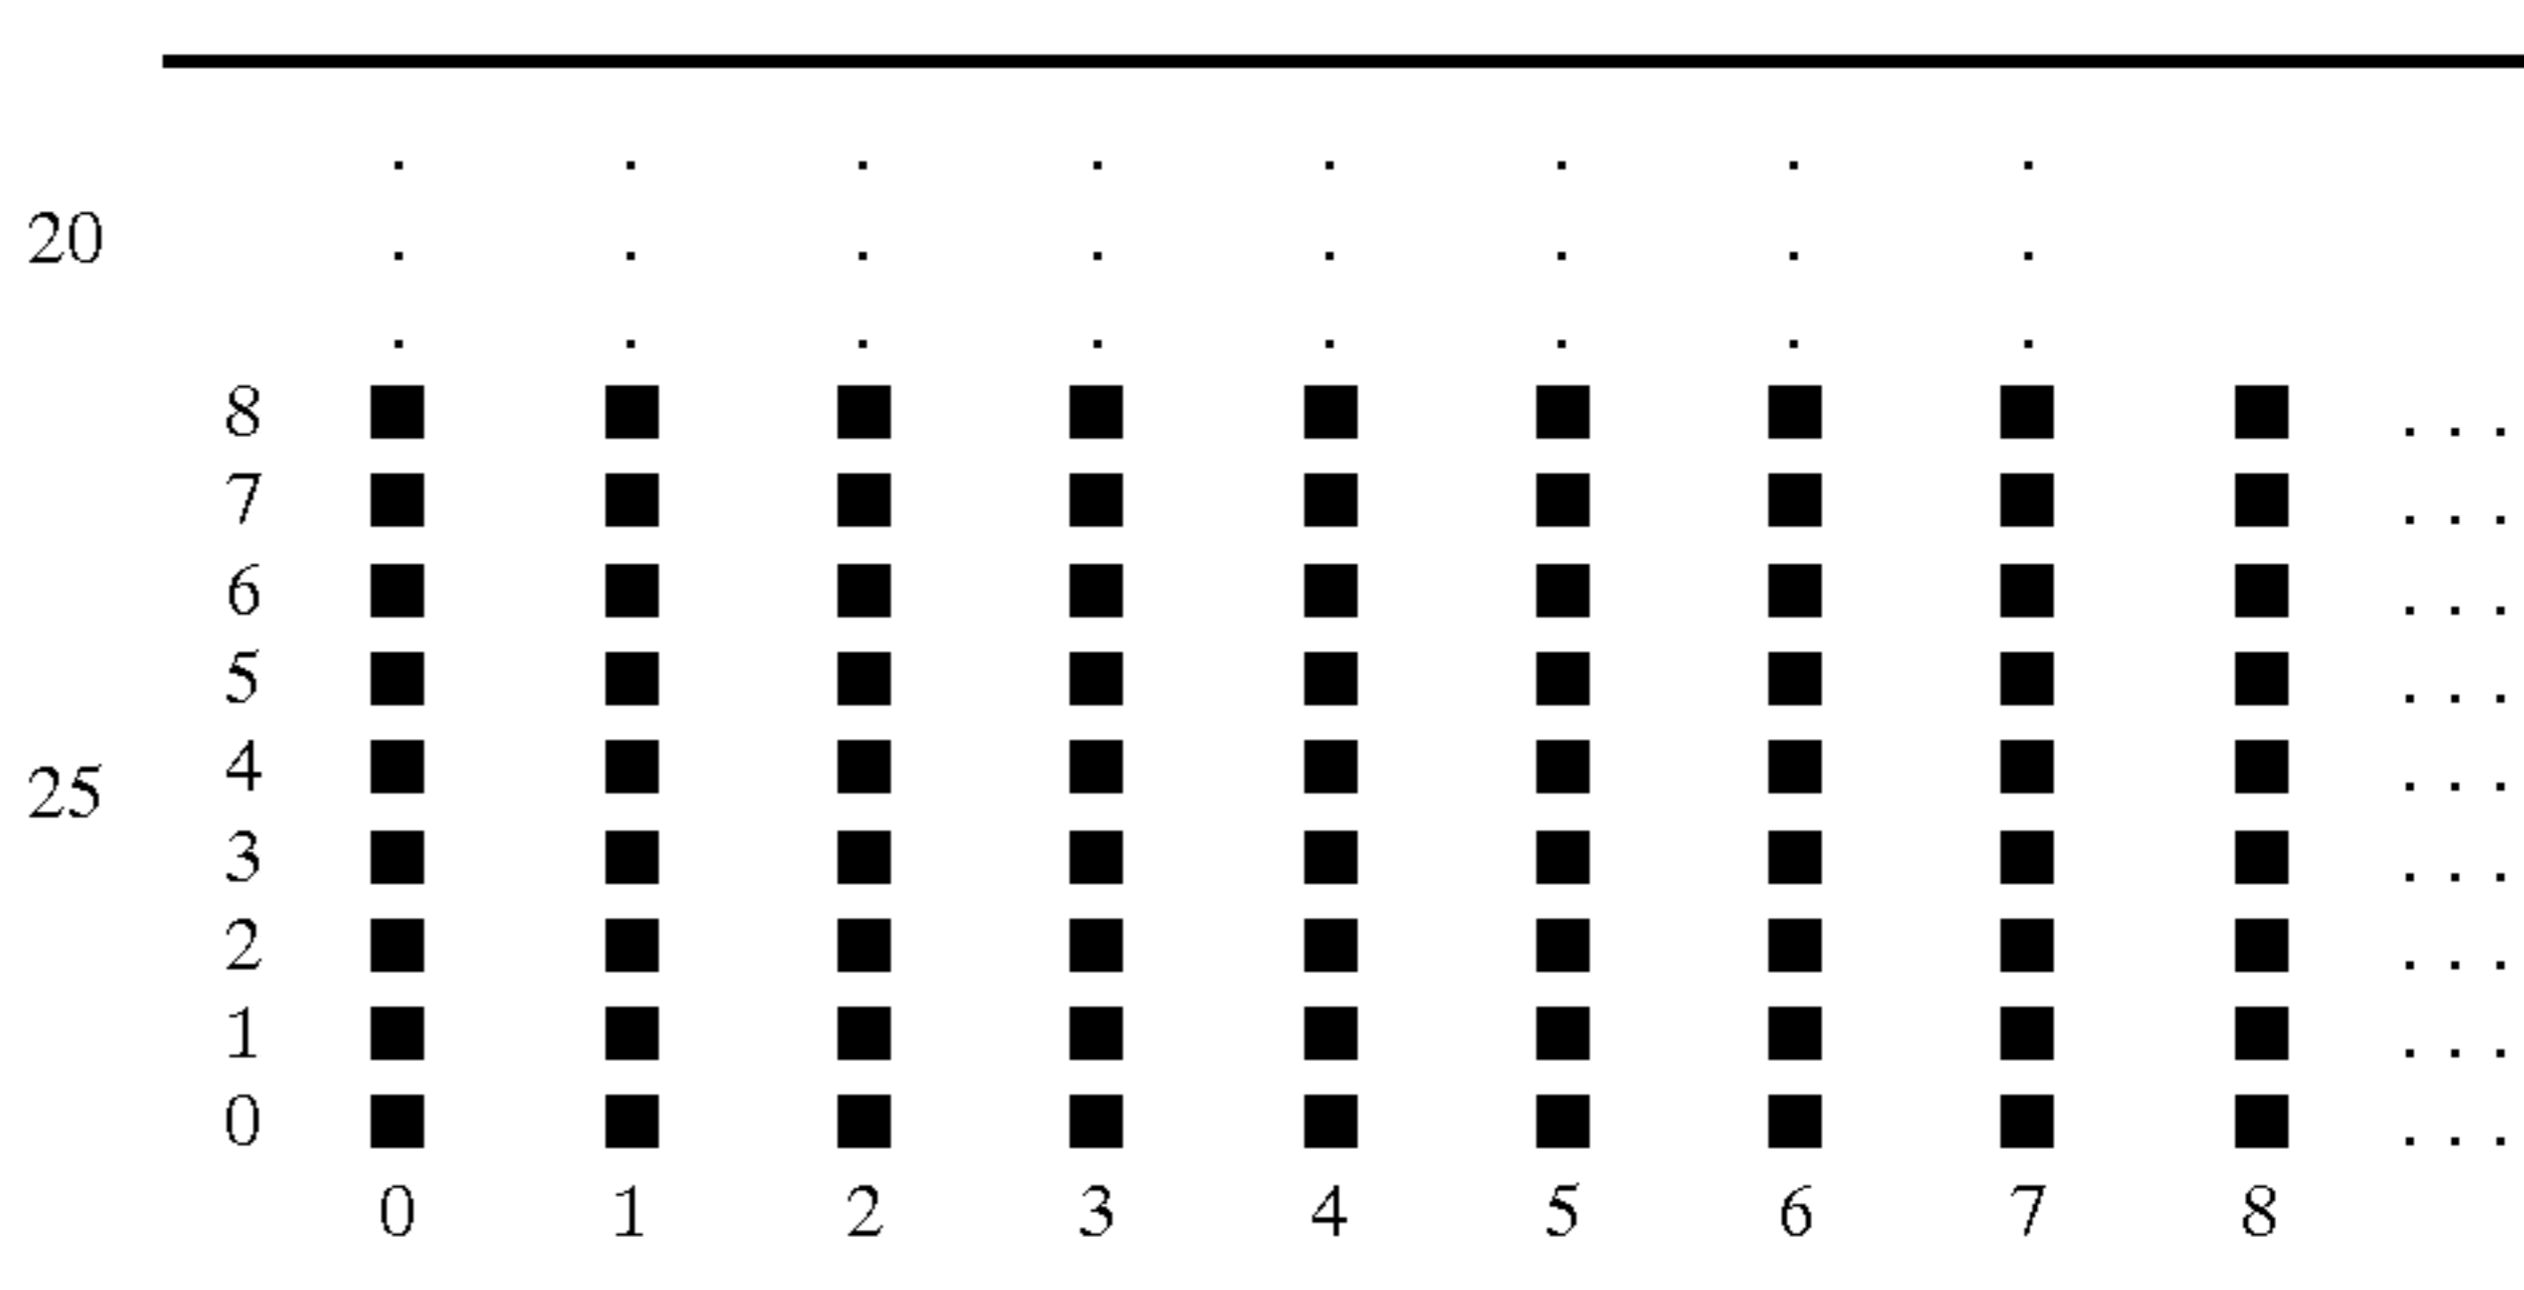 . . . . . . . .
20
. . . . . . . .
. . . . . . . .
8 ■ ■ ■ ■ ■ ■ ■ ■ ■ . . .
7 ■ ■ ■ ■ ■ ■ ■ ■ ■ . . .
6 ■ ■ ■ ■ ■ ■ ■ ■ ■ . . .
5 ■ ■ ■ ■ ■ ■ ■ ■ ■ . . .
4 ■ ■ ■ ■ ■ ■ ■ ■ ■ . . .
25
3 ■ ■ ■ ■ ■ ■ ■ ■ ■ . . .
2 ■ ■ ■ ■ ■ ■ ■ ■ ■ . . .
1 ■ ■ ■ ■ ■ ■ ■ ■ ■ . . .
0 ■ ■ ■ ■ ■ ■ ■ ■ ■ . . .
0 1 2 3 4 5 6 7 8